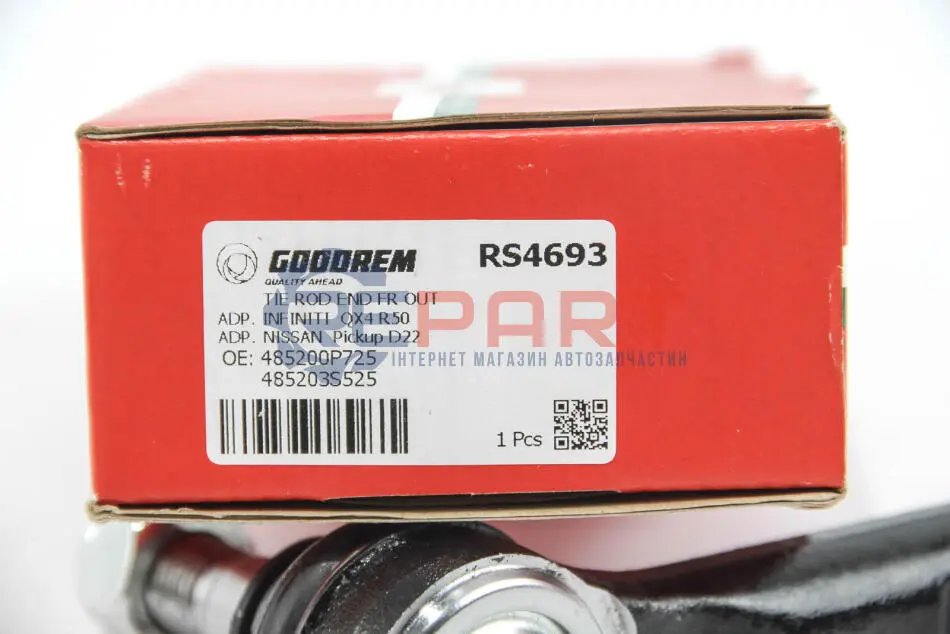 GOODREM
QUALITY AHEAD
RS4693
TIE ROD END FR OUT
ADP. INFINITI QX4 R50
ADP. NISSAN Pickup D22
OE: 485200P725
485203S525
1 Pcs
REPAR
ІНТЕРНЕТ МАГАЗИН АВТОЗАПЧАСТИН